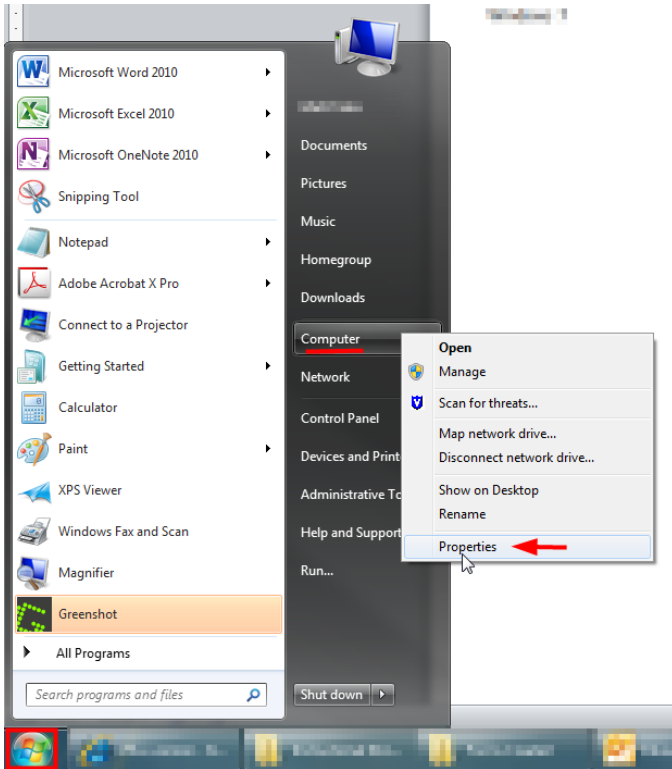 Microsoft Word 2010
Microsoft Excel 2010
Microsoft OneNote 2010
Snipping Tool
Notepad
Adobe Acrobat X Pro
Connect to a Projector
Getting Started
Calculator
Paint
XPS Viewer
Windows Fax and Scan
Magnifier
Greenshot
All Programs
Search programs and files
Documents
Pictures
Music
Homegroup
Downloads
Computer
Network
Control Panel
Devices and Print
Administrative To
Help and Support
Run...
Shut down
Open
Manage
Scan for threats...
Map network drive...
Disconnect network drive...
Show on Desktop
Rename
Properties